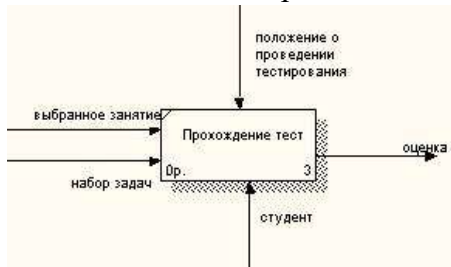 положение о
проведении
тестирования
выбранное занятие
Прохождение тест
оценка
0р.
3
набор задач
студент